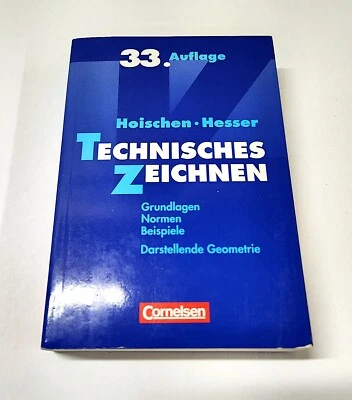 33. Auflage
Hoischen · Hesser
TECHNISCHES
ZEICHNEN
Grundlagen
Normen
Beispiele
Darstellende Geometrie
Cornelsen